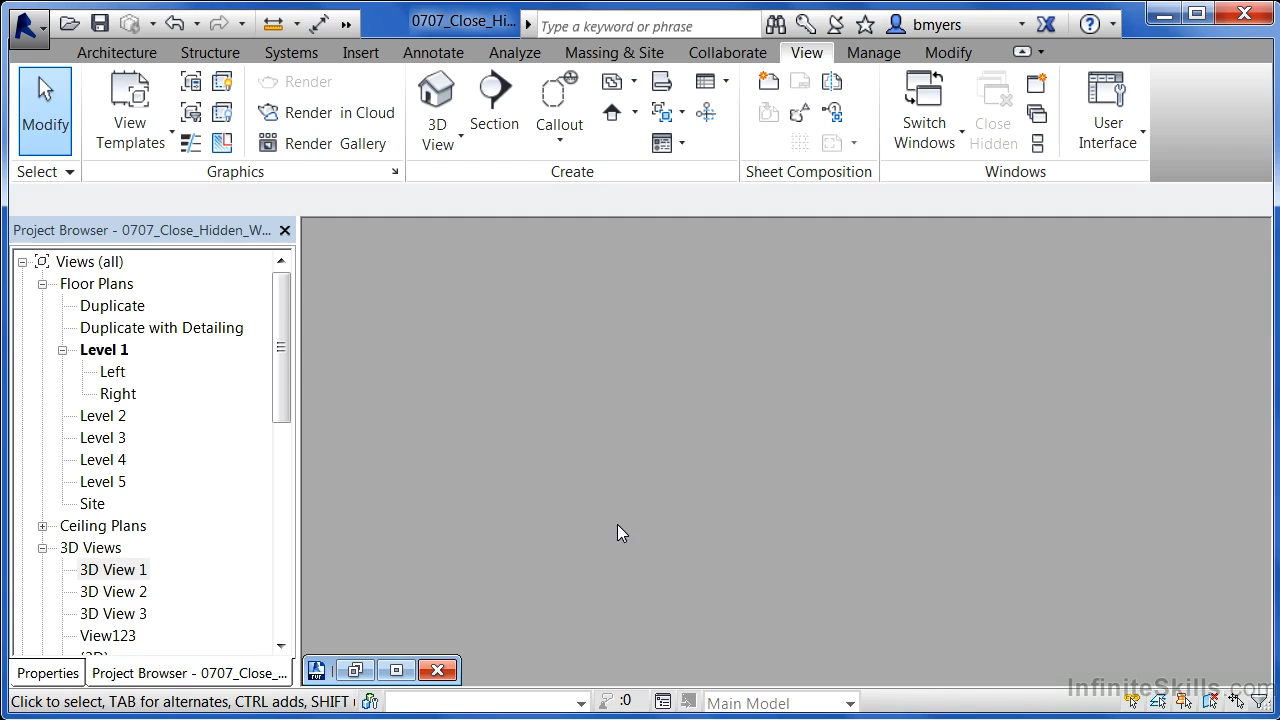 0707_Close_Hi...
Type a keyword or phrase
bmyers
Architecture Structure Systems Insert Annotate Analyze Massing & Site Collaborate View Manage Modify
Modify
View
Templates
Render
Render in Cloud
Render Gallery
3D
View
Section
Callout
Switch
Windows
Close
Hidden
User
Interface
Select Graphics Create Sheet Composition Windows
Project Browser - 0707_Close_Hidden_W...
Views (all)
Floor Plans
Duplicate
Duplicate with Detailing
Level 1
Left
Right
Level 2
Level 3
Level 4
Level 5
Site
Ceiling Plans
3D Views
3D View 1
3D View 2
3D View 3
View123
Properties Project Browser - 0707_Close_...
Click to select, TAB for alternates, CTRL adds, SHIFT
:0
Main Model
InfiniteSkills.com